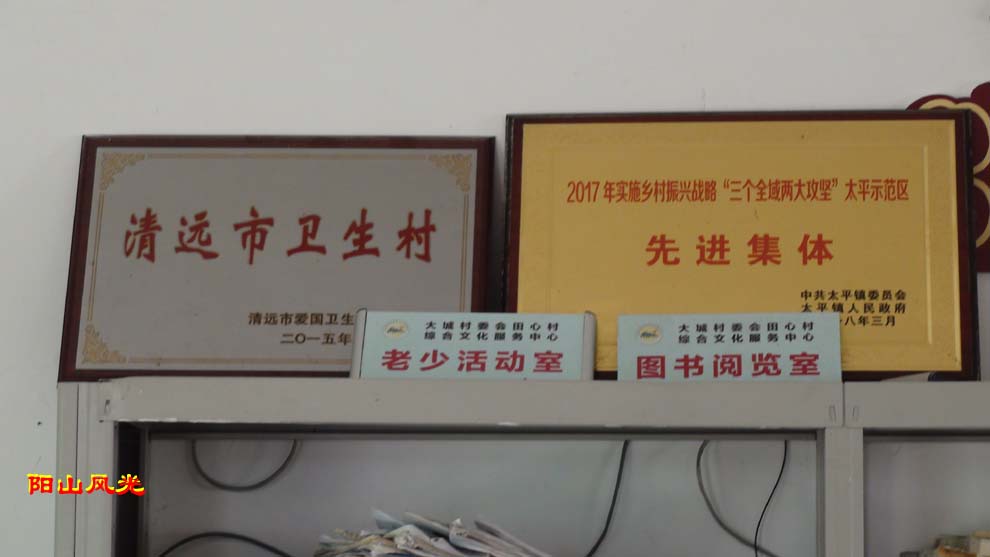 清远市卫生村
清远市爱国卫生
二〇一五年
2017年实施乡村振兴战略“三个全域两大攻坚”太平示范区
先进集体
中共太平镇委员会
太平镇人民政府
一八年三月
大城村委会田心村
综合文化服务中心
老少活动室
大城村委会田心村
综合文化服务中心
图书阅览室
阳山风光